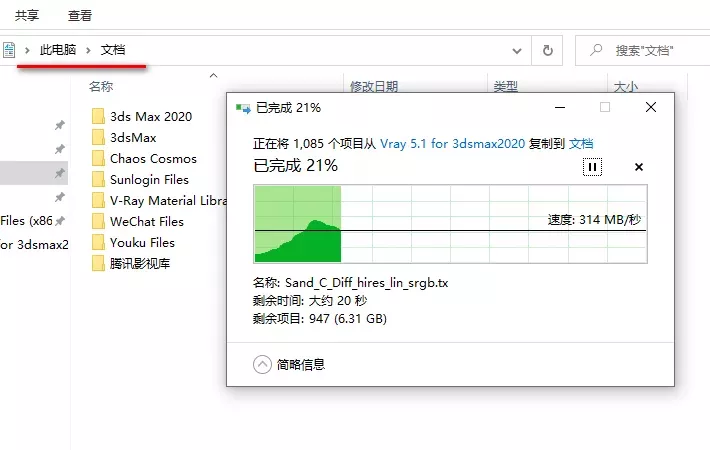 共享 查看
此电脑 文档
搜索"文档"
名称 修改日期 类型 大小
3ds Max 2020
3dsMax
Chaos Cosmos
Sunlogin Files
V-Ray Material Libra
WeChat Files
Youku Files
腾讯影视库
Files (x86
for 3dsmax2
已完成 21%
正在将 1,085 个项目从 Vray 5.1 for 3dsmax2020 复制到 文档
已完成 21%
速度: 314 MB/秒
名称: Sand_C_Diff_hires_lin_srgb.tx
剩余时间: 大约 20 秒
剩余项目: 947 (6.31 GB)
简略信息